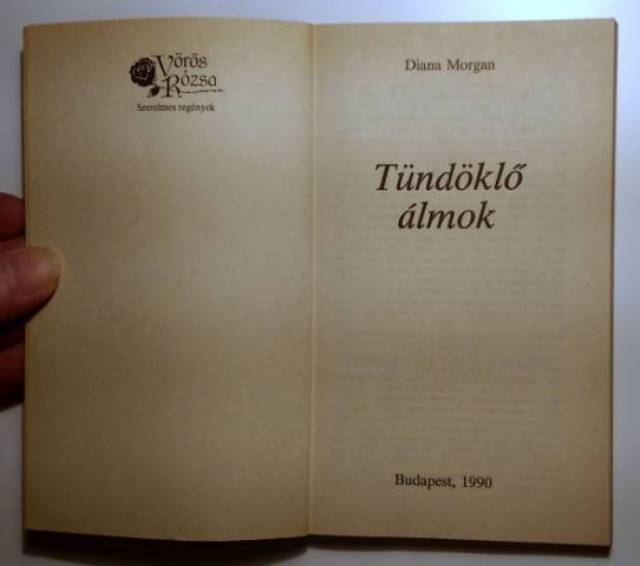 Vörös
Rózsa
Szerelmes regények
Diana Morgan
Tündöklő
álmok
Budapest, 1990